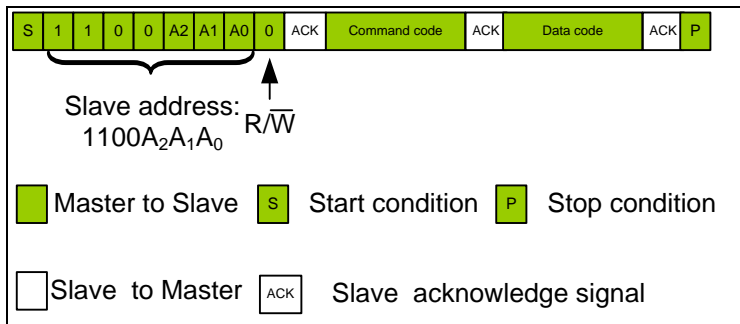 S 1 1 0 0 A2 A1 A0 0 ACK Command code ACK Data code ACK P
Slave address: R/W̅
1100A₂A₁A₀
Master to Slave S Start condition P Stop condition
Slave to Master ACK Slave acknowledge signal